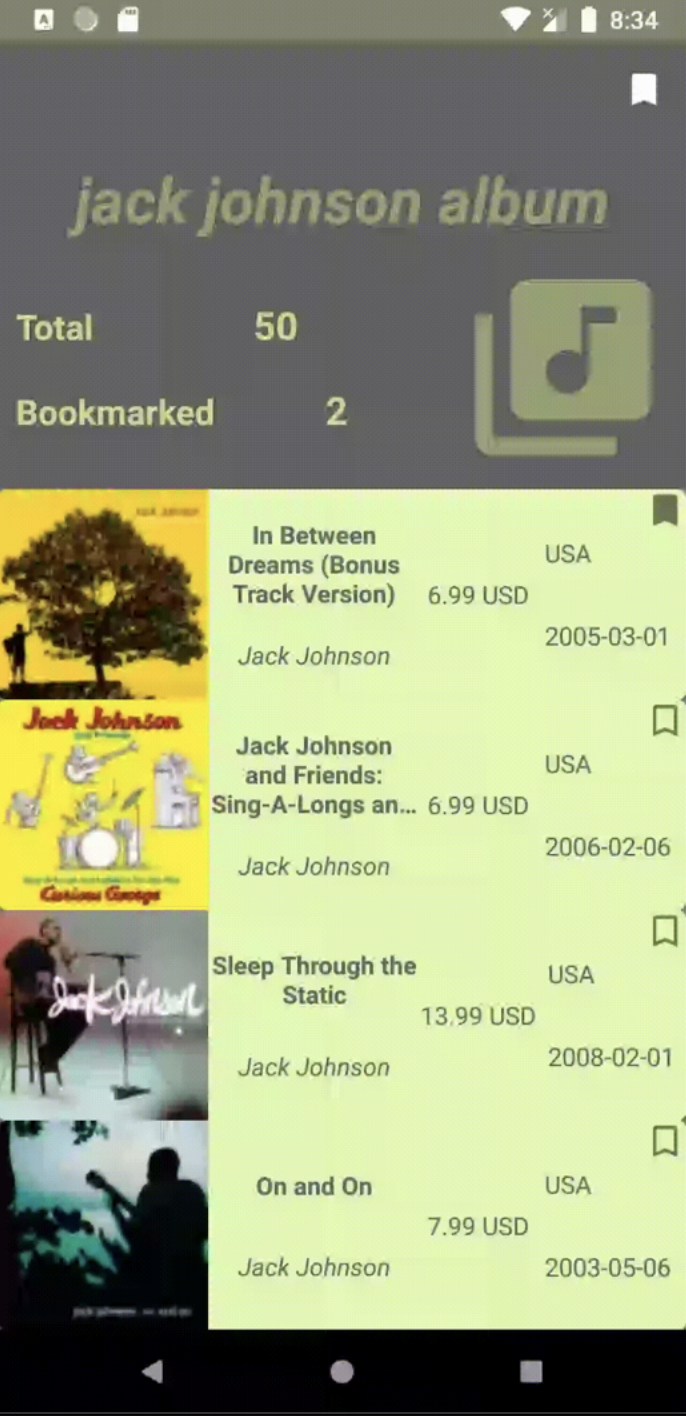 8:34
jack johnson album
Total 50
Bookmarked 2
In Between
Dreams (Bonus
Track Version)
6.99 USD
Jack Johnson
USA
2005-03-01
Jack Johnson
Curious George
Jack Johnson
and Friends:
Sing-A-Longs an...
6.99 USD
Jack Johnson
USA
2006-02-06
Jack Johnson
Sleep Through the
Static
13.99 USD
Jack Johnson
USA
2008-02-01
On and On
7.99 USD
Jack Johnson
USA
2003-05-06